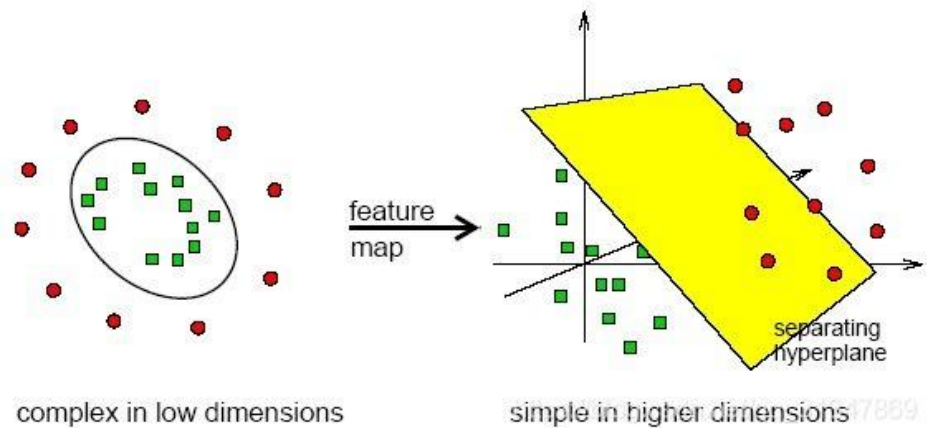 feature
map
separating
hyperplane
complex in low dimensions
simple in higher dimensions